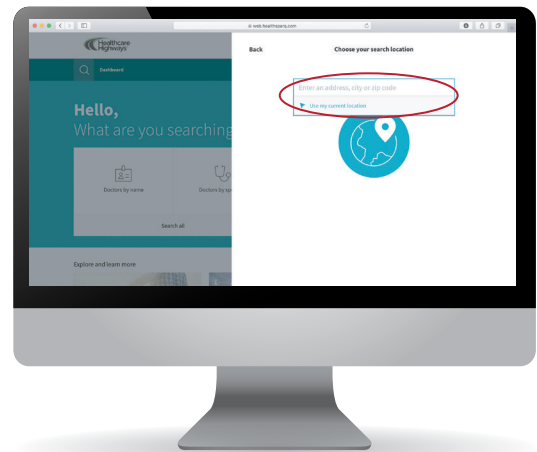 web.healthsparq.com
Healthcare
Highways
Back
Choose your search location
Dashboard
Enter an address, city or zip code
Use my current location
Hello,
What are you searching
Doctors by name
Doctors by
Search all
Explore and learn more